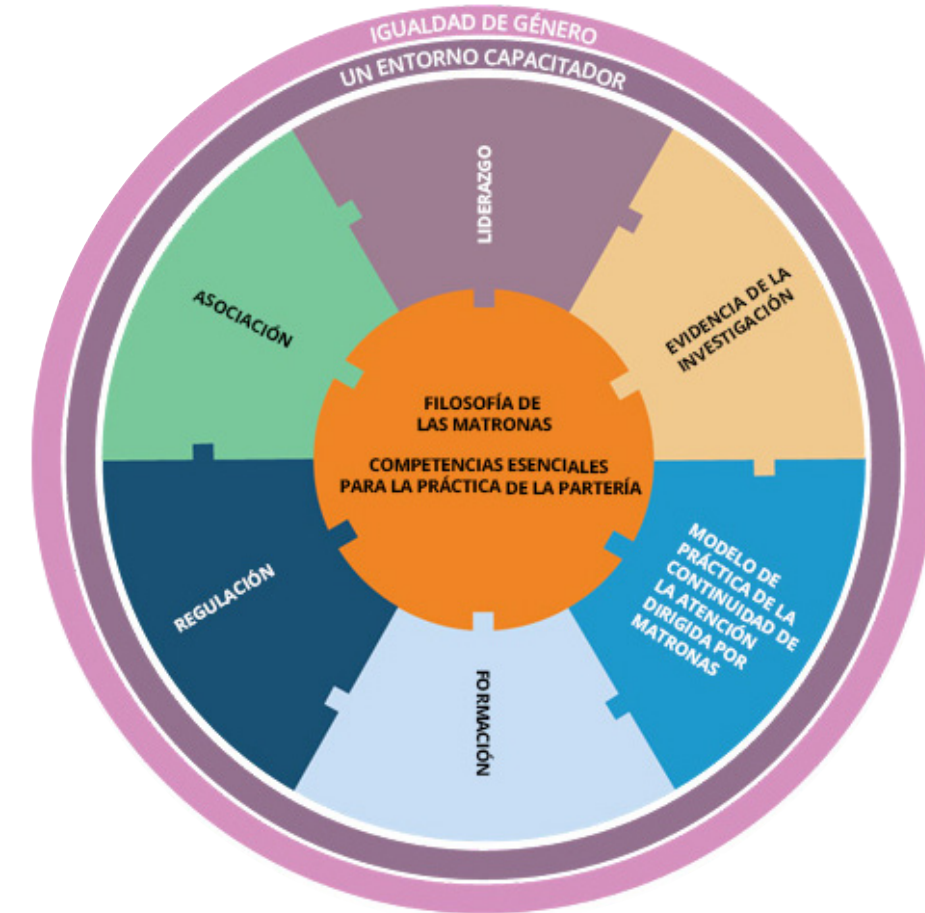 IGUALDAD DE GÉNERO
UN ENTORNO CAPACITADOR
LIDERAZGO
EVIDENCIA DE LA
INVESTIGACIÓN
MODELO DE
PRÁCTICA DE LA
CONTINUIDAD DE
LA ATENCIÓN
DIRIGIDA POR
MATRONAS
FORMACIÓN
REGULACIÓN
ASOCIACIÓN
FILOSOFÍA DE
LAS MATRONAS
COMPETENCIAS ESENCIALES
PARA LA PRÁCTICA DE LA PARTERÍA